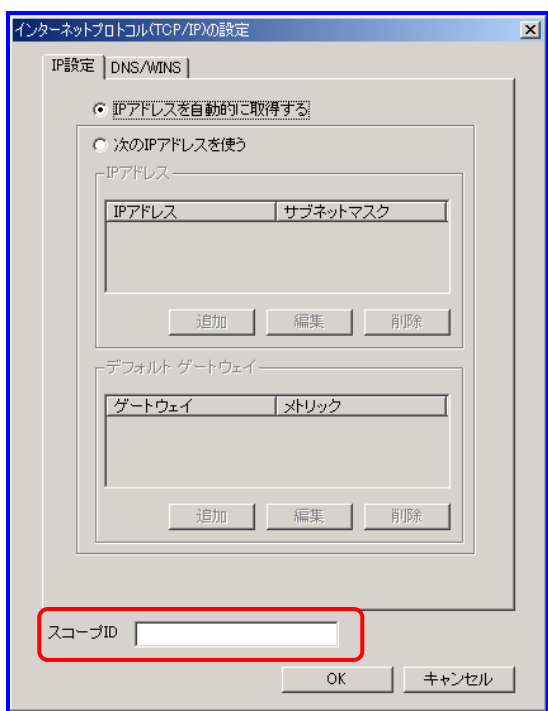 インターネットプロトコル(TCP/IP)の設定
IP設定 DNS/WINS
IPアドレスを自動的に取得する
次のIPアドレスを使う
IPアドレス
IPアドレス サブネットマスク
追加 編集 削除
デフォルト ゲートウェイ
ゲートウェイ メトリック
追加 編集 削除
スコープID
OK キャンセル